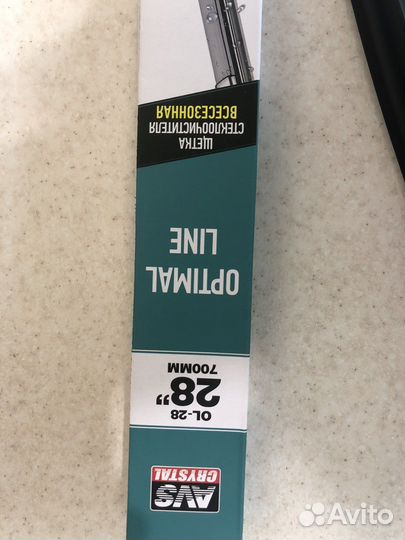 AVS
CRYSTAL
OL-28
28”
700MM
OPTIMAL
LINE
ЩЕТКА
СТЕКЛООЧИСТИТЕЛЯ
ВСЕСЕЗОННАЯ
Avito